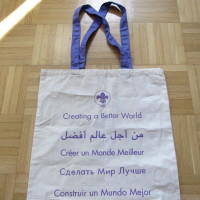 Creating a Better World
من أجل عالم أفضل
Créer un Monde Meilleur
Сделать Мир Лучше
Construir un Mundo Mejor